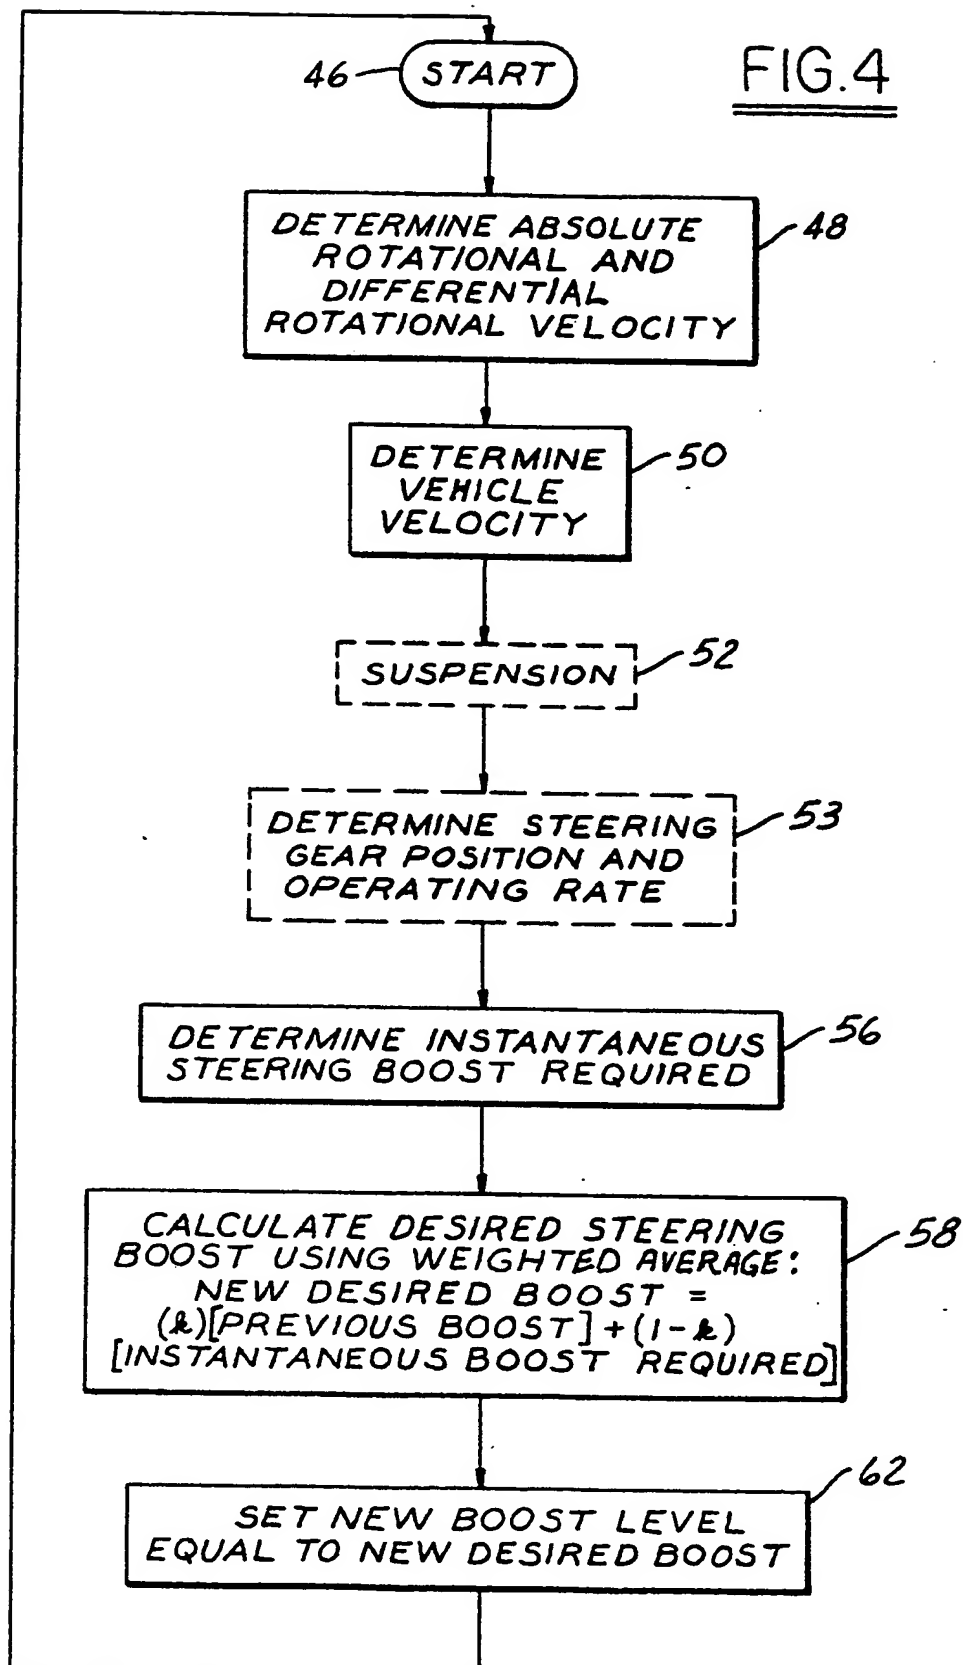 FIG.4
46
START
DETERMINE ABSOLUTE
ROTATIONAL AND
DIFFERENTIAL
ROTATIONAL VELOCITY
48
DETERMINE
VEHICLE
VELOCITY
50
SUSPENSION
52
DETERMINE STEERING
GEAR POSITION AND
OPERATING RATE
53
DETERMINE INSTANTANEOUS
STEERING BOOST REQUIRED
56
CALCULATE DESIRED STEERING
BOOST USING WEIGHTED AVERAGE:
NEW DESIRED BOOST =
(k)[PREVIOUS BOOST]+(1-k)
[INSTANTANEOUS BOOST REQUIRED]
58
SET NEW BOOST LEVEL
EQUAL TO NEW DESIRED BOOST
62